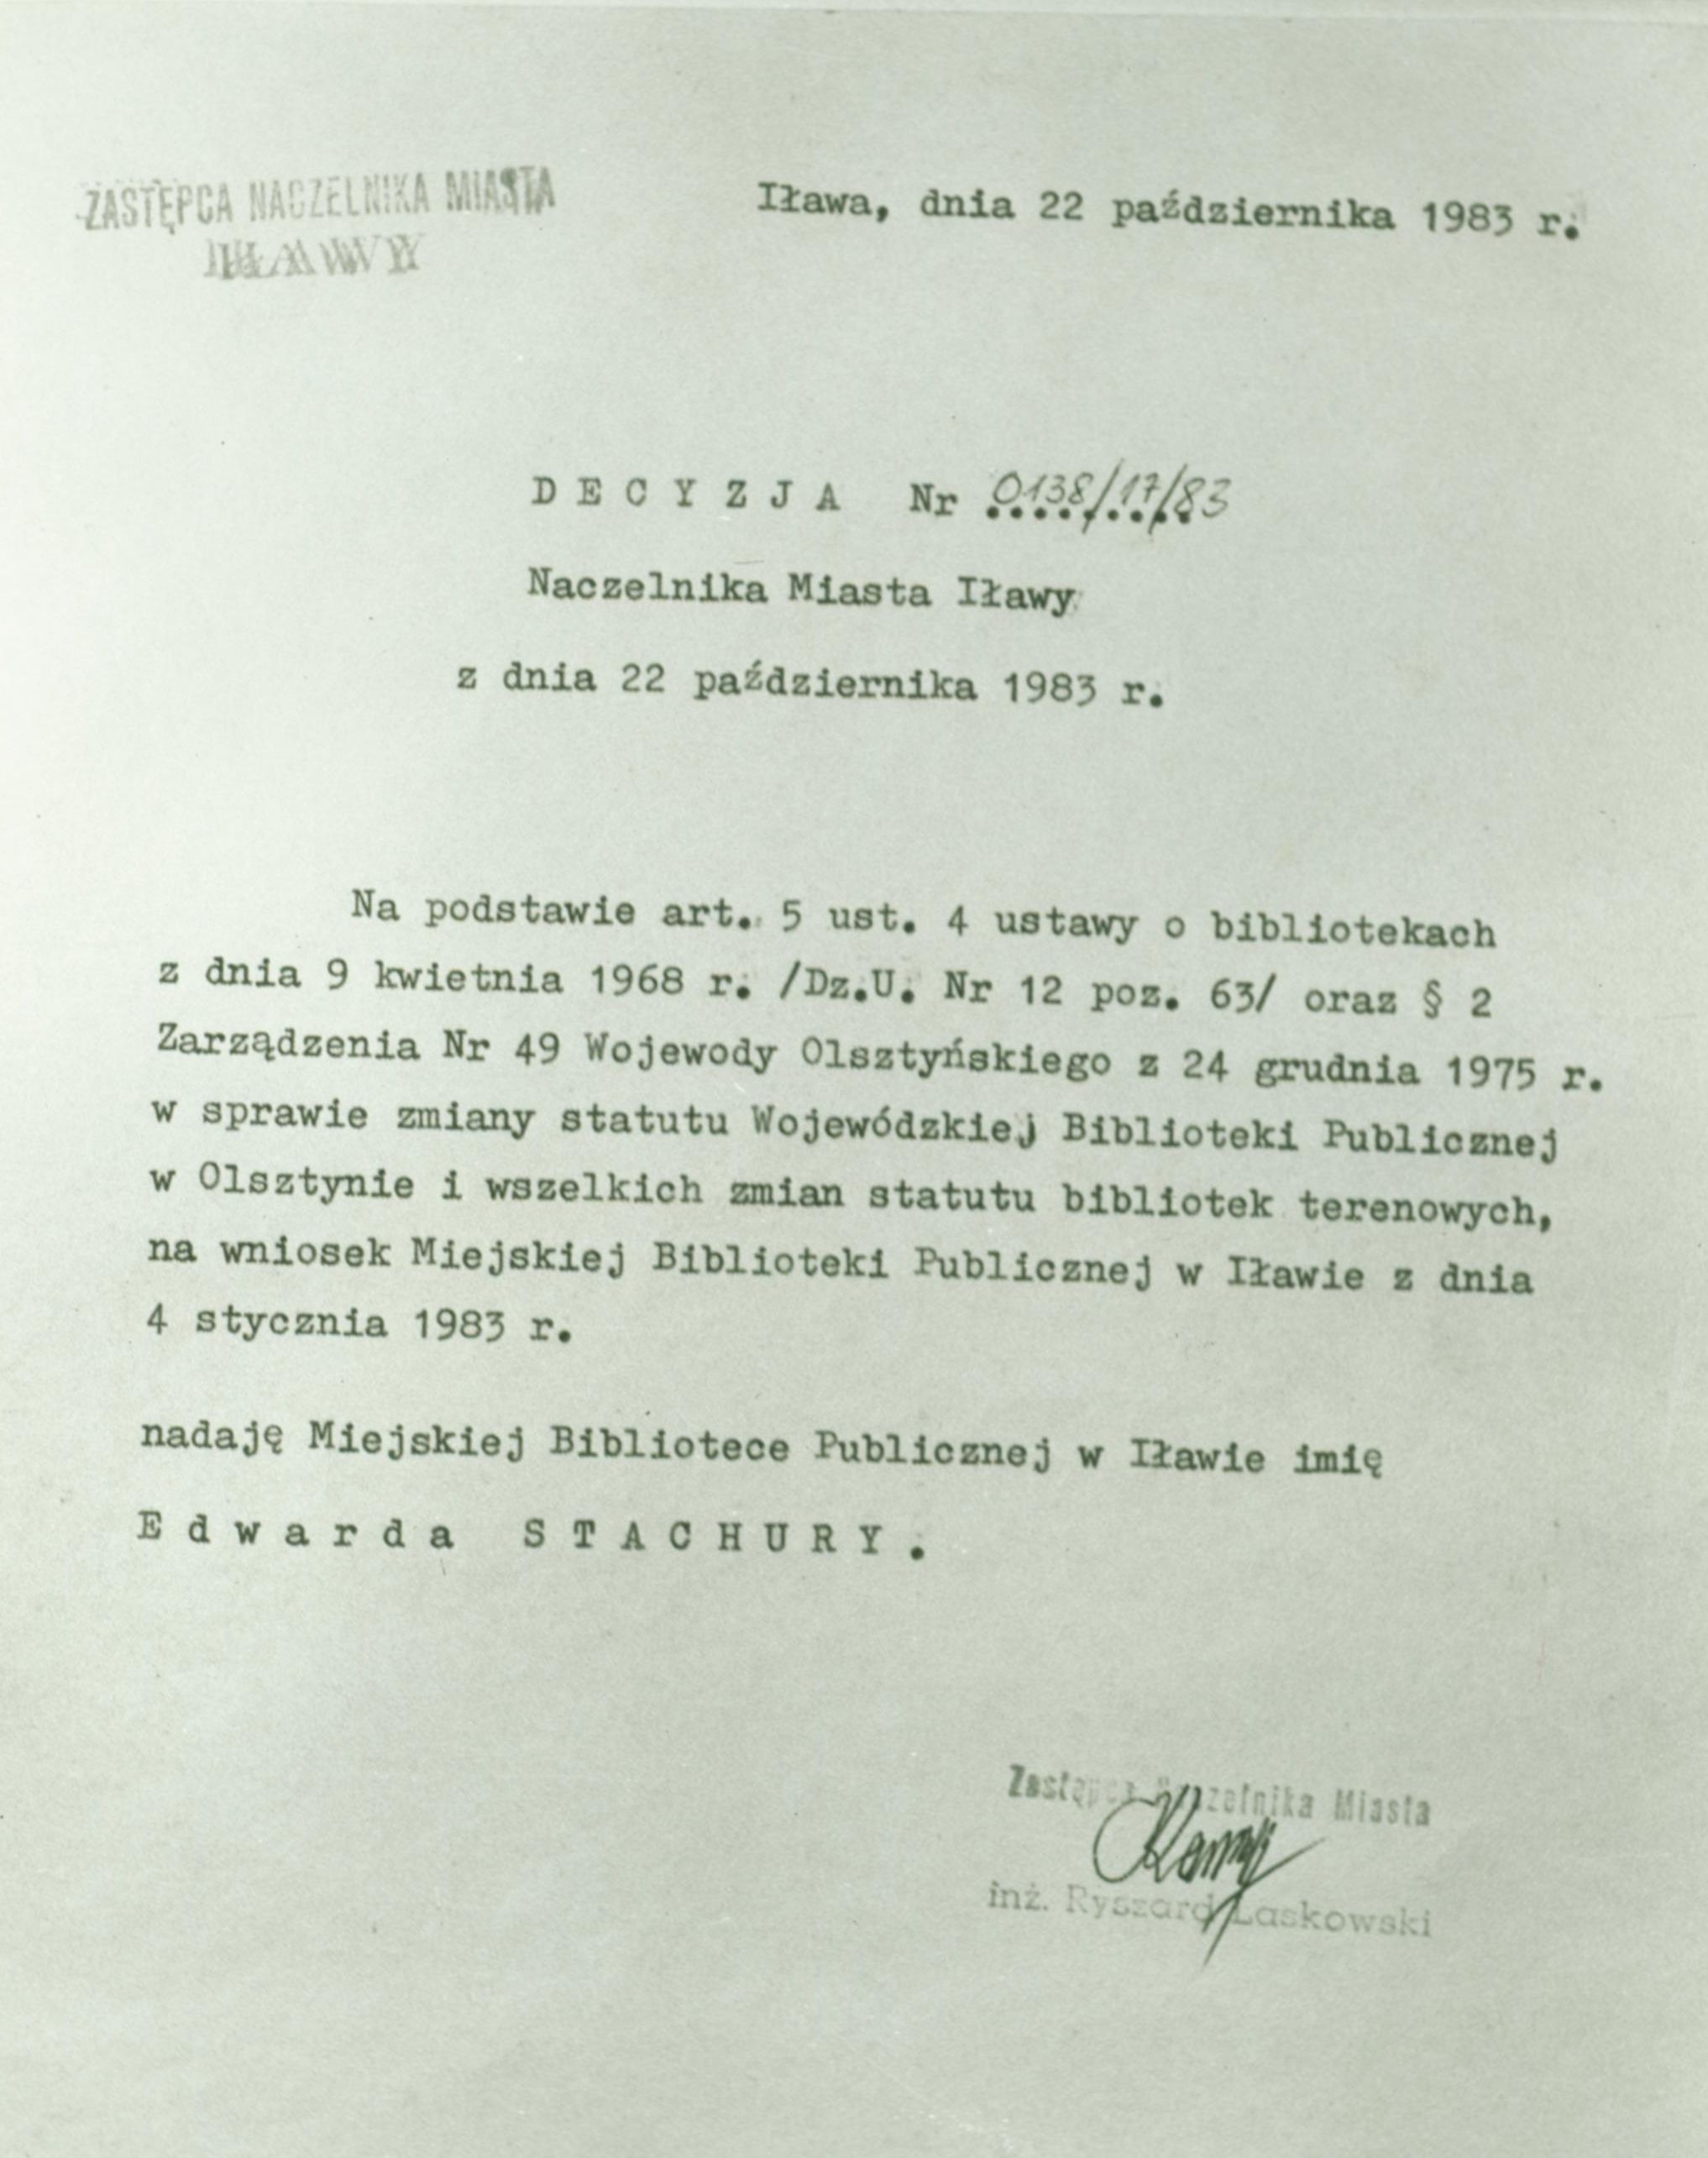 ZASTĘPCA NACZELNIKA MIASTA
IŁAWY
Iława, dnia 22 października 1983 r.
D E C Y Z J A Nr 0138/17/83
Naczelnika Miasta Iławy
z dnia 22 października 1983 r.
Na podstawie art. 5 ust. 4 ustawy o bibliotekach
z dnia 9 kwietnia 1968 r. /Dz.U. Nr 12 poz. 63/ oraz § 2
Zarządzenia Nr 49 Wojewody Olsztyńskiego z 24 grudnia 1975 r.
w sprawie zmiany statutu Wojewódzkiej Biblioteki Publicznej
w Olsztynie i wszelkich zmian statutu bibliotek terenowych,
na wniosek Miejskiej Biblioteki Publicznej w Iławie z dnia
4 stycznia 1983 r.
nadaję Miejskiej Bibliotece Publicznej w Iławie imię
E d w a r d a S T A C H U R Y .
Zastępca Naczelnika Miasta
inż. Ryszard Laskowski